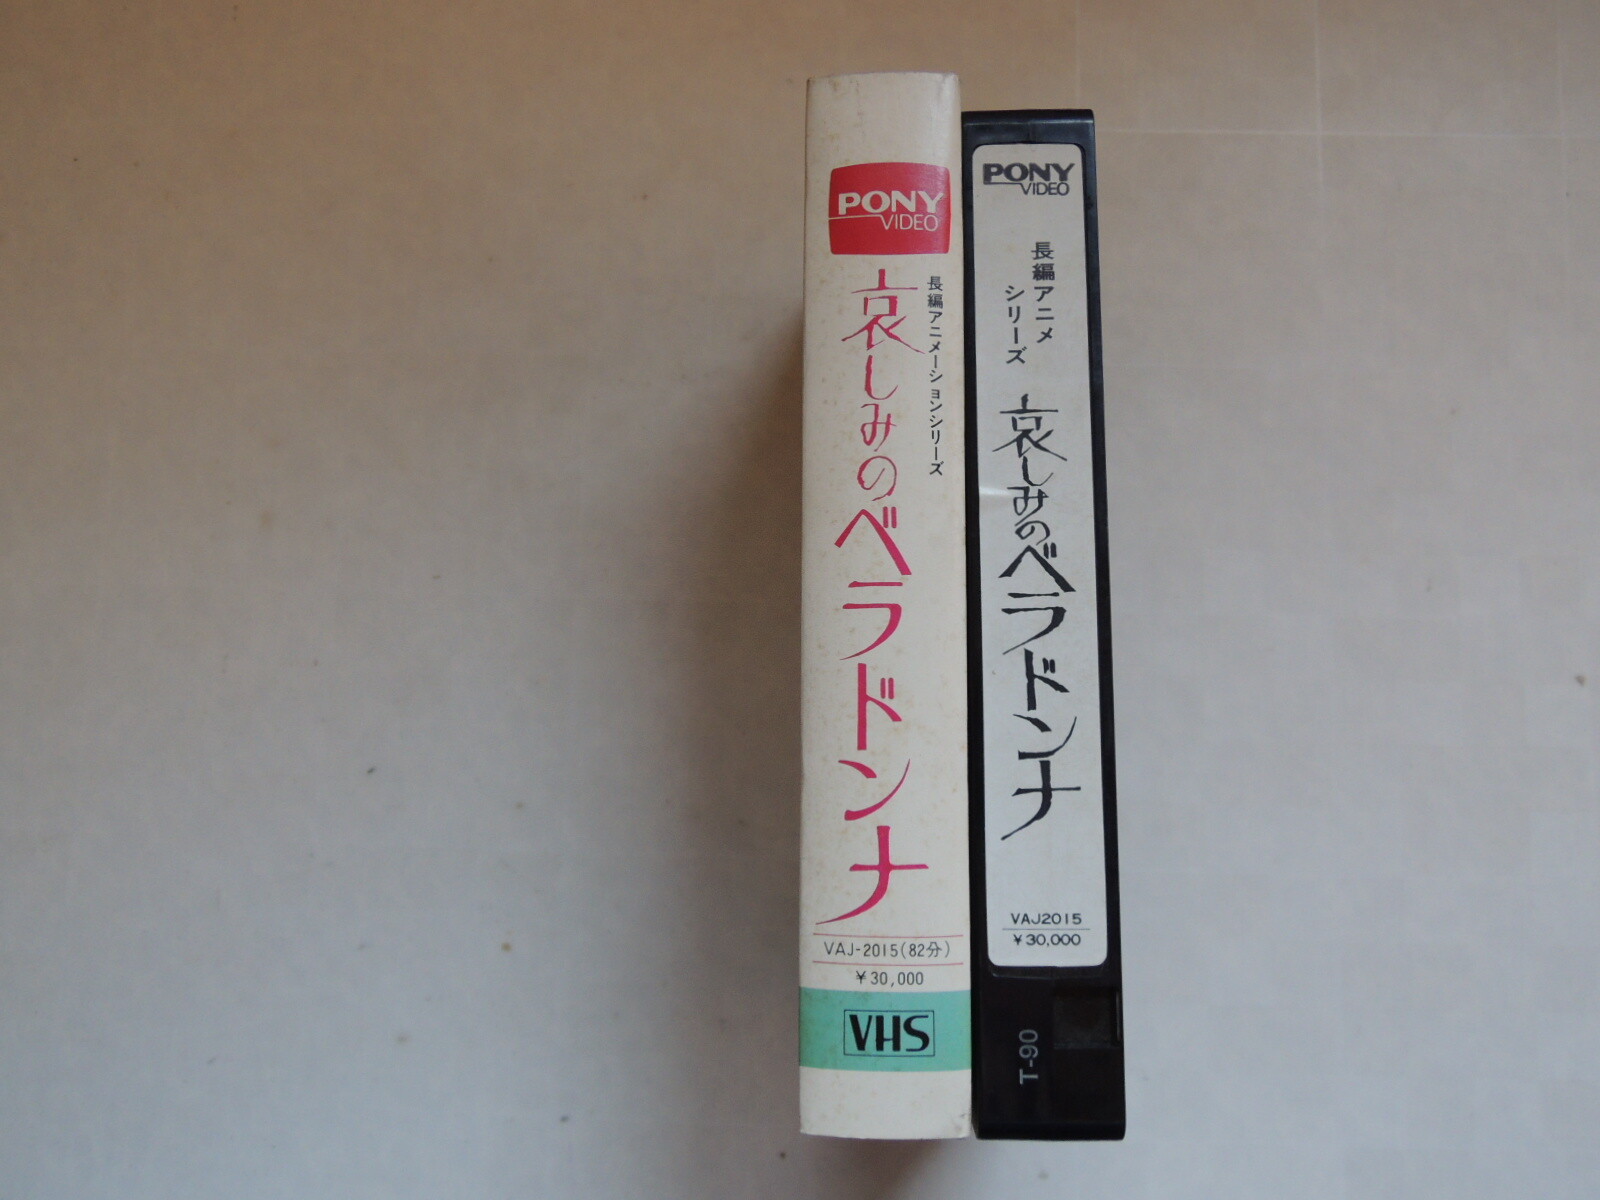 PONY
VIDEO
長編アニメーションシリーズ
哀しみのベラドンナ
VAJ-2015(82分)
¥30,000
VHS
PONY
VIDEO
長編アニメ
シリーズ
哀しみのベラドンナ
VAJ2015
¥30,000
T-90